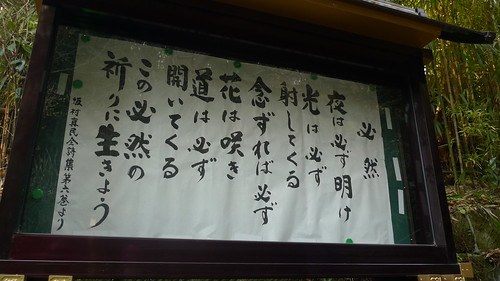 必然
夜は必ず明け
光は必ず
射してくる
念ずれば必ず
花は咲き
道は必ず
開いてくる
この必然の
祈りに生きよう
坂村真民全詩集第六巻より